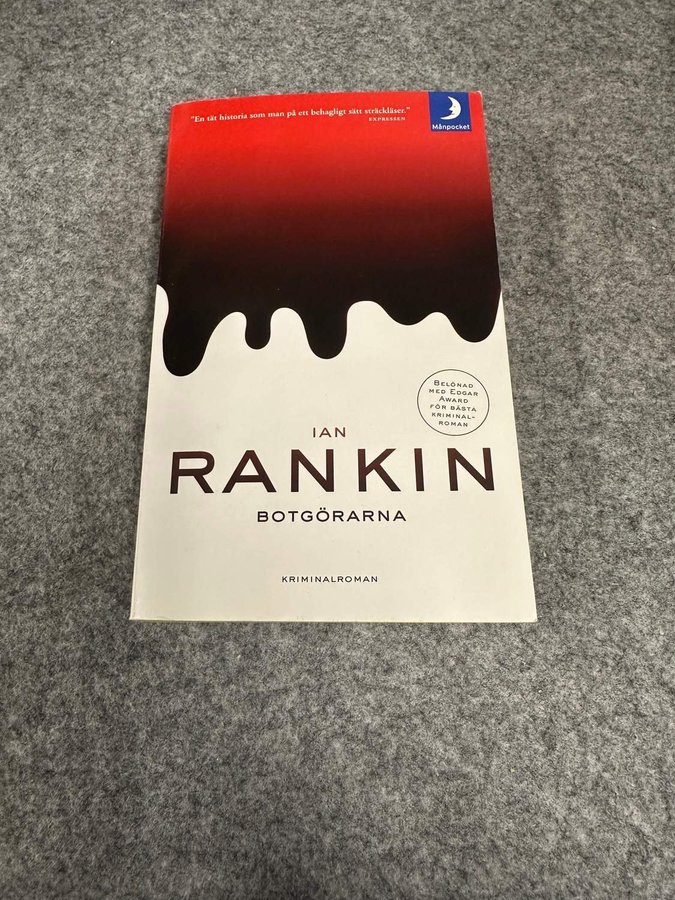 "En tät historia som man på ett behagligt sätt sträckläser."
EXPRESSEN
Månpocket
BELÖNAD
MED EDGAR
AWARD
FÖR BÄSTA
KRIMINAL-
ROMAN
IAN
RANKIN
BOTGÖRARNA
KRIMINALROMAN